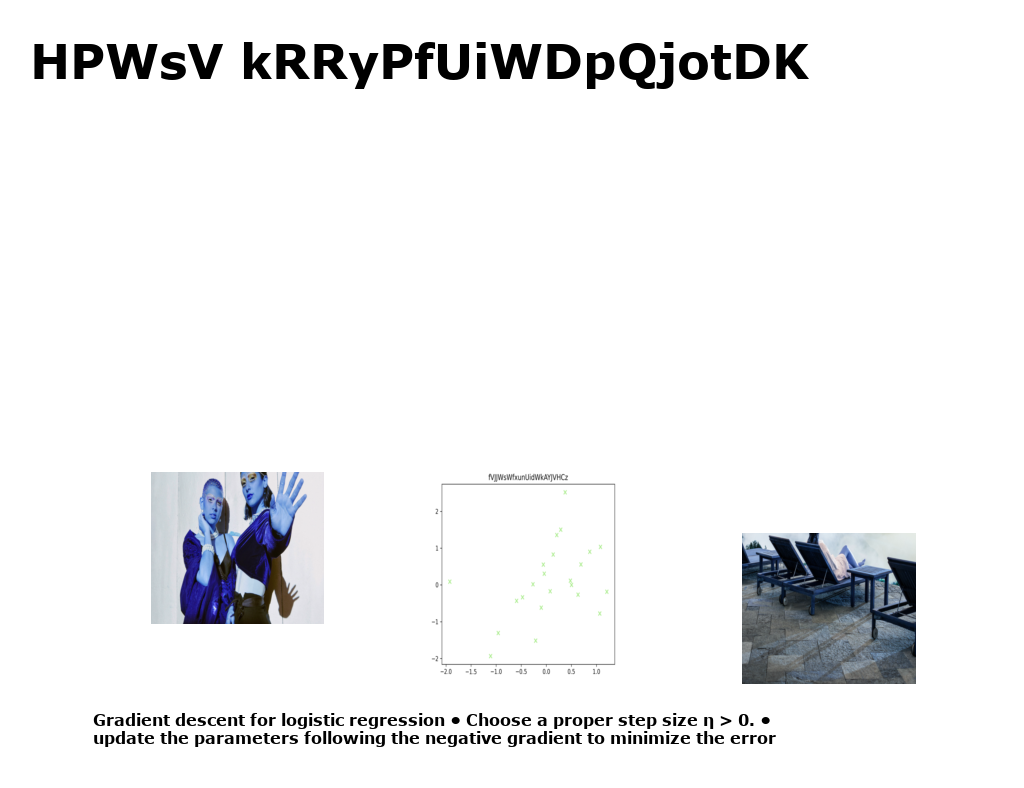 HPWsV kRRyPfUiWDpQjotDK
fVJJWsWfxunUidWkAYJVHCz
2
1
0
−1
−2
−2.0 −1.5 −1.0 −0.5 0.0 0.5 1.0
Gradient descent for logistic regression • Choose a proper step size η > 0. •
update the parameters following the negative gradient to minimize the error